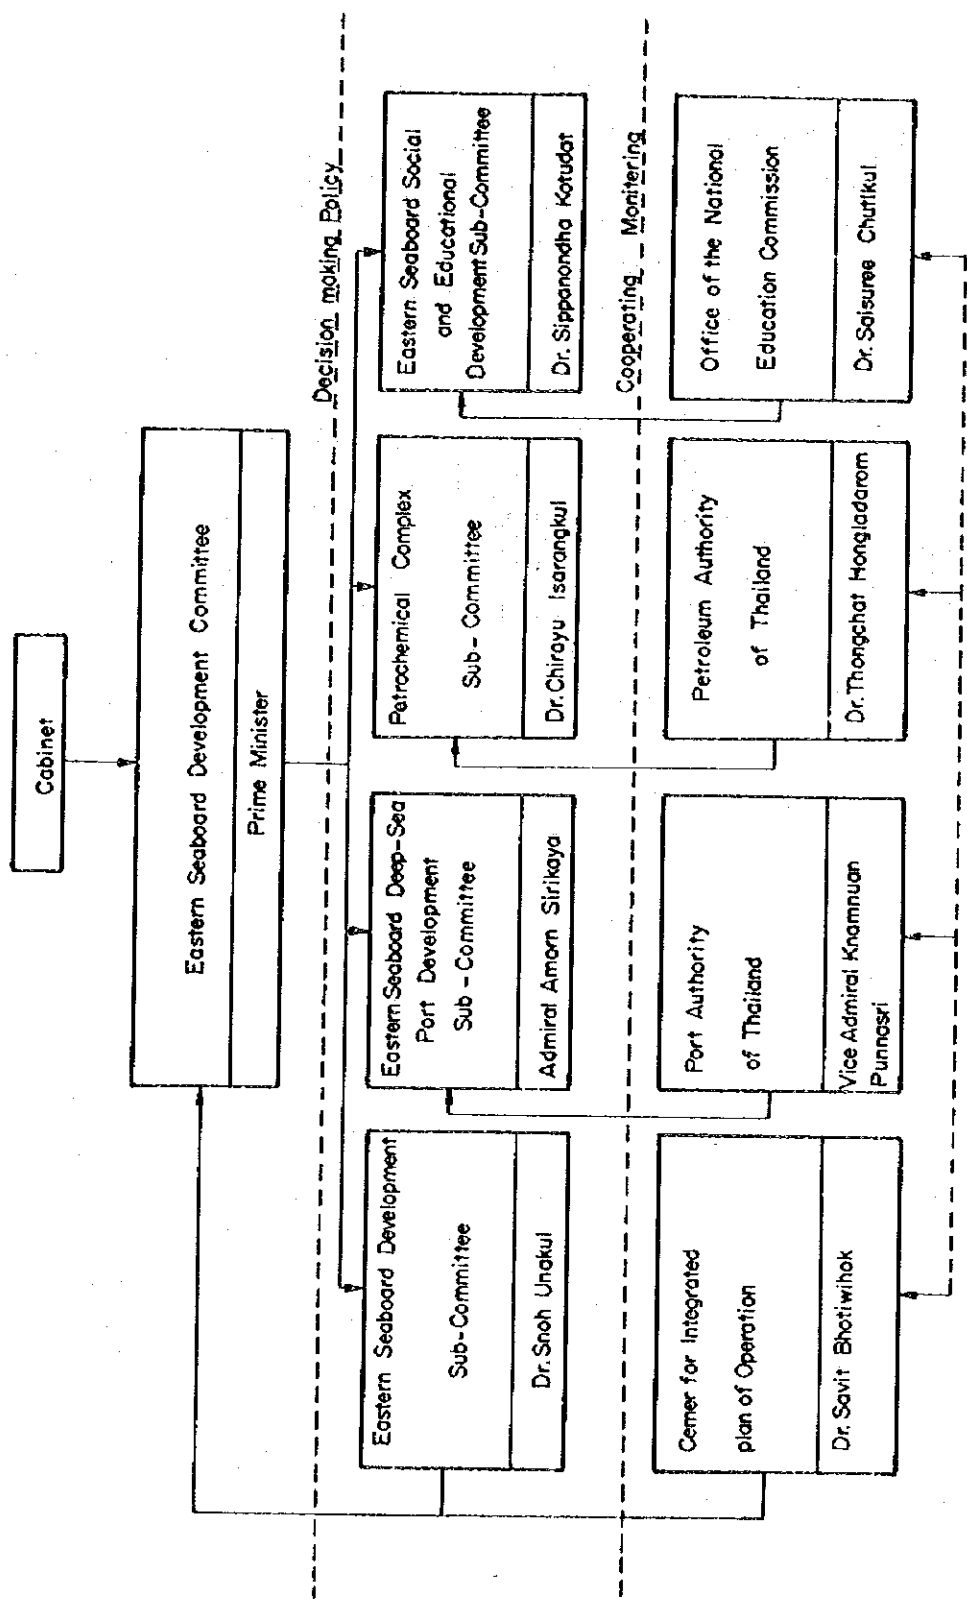 Cabinet
Eastern Seaboard Development Committee
Prime Minister
Decision making Policy
Eastern Seaboard Development
Sub-Committee
Dr. Snoh Unakul
Eastern Seaboard Deep-Sea
Port Development
Sub - Committee
Admiral Amorn Sirikaya
Petrochemical Complex
Sub - Committee
Dr. Chirayu Isarangkul
Eastern Seaboard Social
and Educational
Development Sub-Committee
Dr. Sippanondha Kotudat
Cooperating Monitering
Cemer for Integrated
plan of Operation
Dr. Savit Bhotiwihok
Port Authority
of Thailand
Vice Admiral Knamnuan
Punnasri
Petroleum Authority
of Thailand
Dr. Thongchat Hongladarom
Office of the National
Education Commission
Dr. Saisuree Chutikul